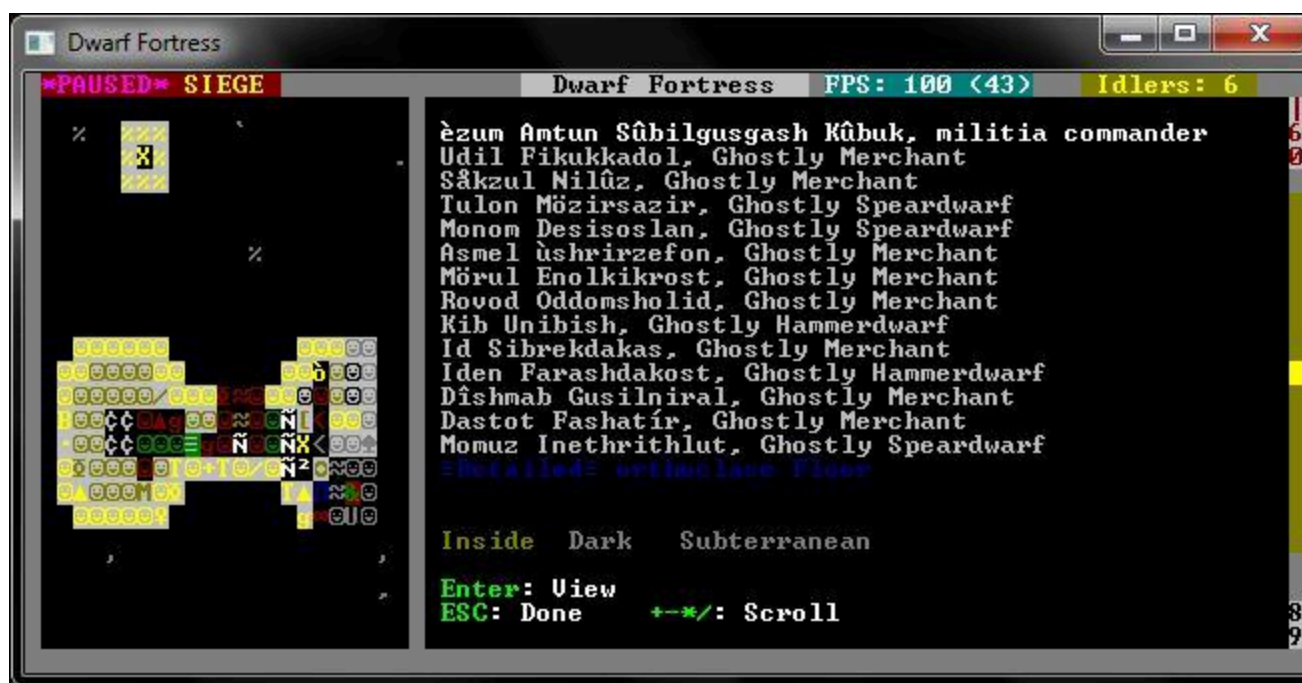 Dwarf Fortress
*PAUSED* SIEGE Dwarf Fortress FPS: 100 (43) Idlers: 6
èzum Amtun Sûbilgusgash Kûbuk, militia commander
Udil Fikukkadol, Ghostly Merchant
Såkzul Nilûz, Ghostly Merchant
Tulon Mözirsazir, Ghostly Speardwarf
Monom Desisoslan, Ghostly Speardwarf
Asmel ùshrirzefon, Ghostly Merchant
Mörul Enolkikrost, Ghostly Merchant
Rovod Oddomsholid, Ghostly Merchant
Kib Unibish, Ghostly Hammerdwarf
Id Sibrekdakas, Ghostly Merchant
Iden Farashdakost, Ghostly Hammerdwarf
Dîshmab Gusilniral, Ghostly Merchant
Dastot Fashatír, Ghostly Merchant
Momuz Inethrithlut, Ghostly Speardwarf
≡Detailed≡ orthoclase Floor
Inside Dark Subterranean
Enter: View
ESC: Done +-*/: Scroll